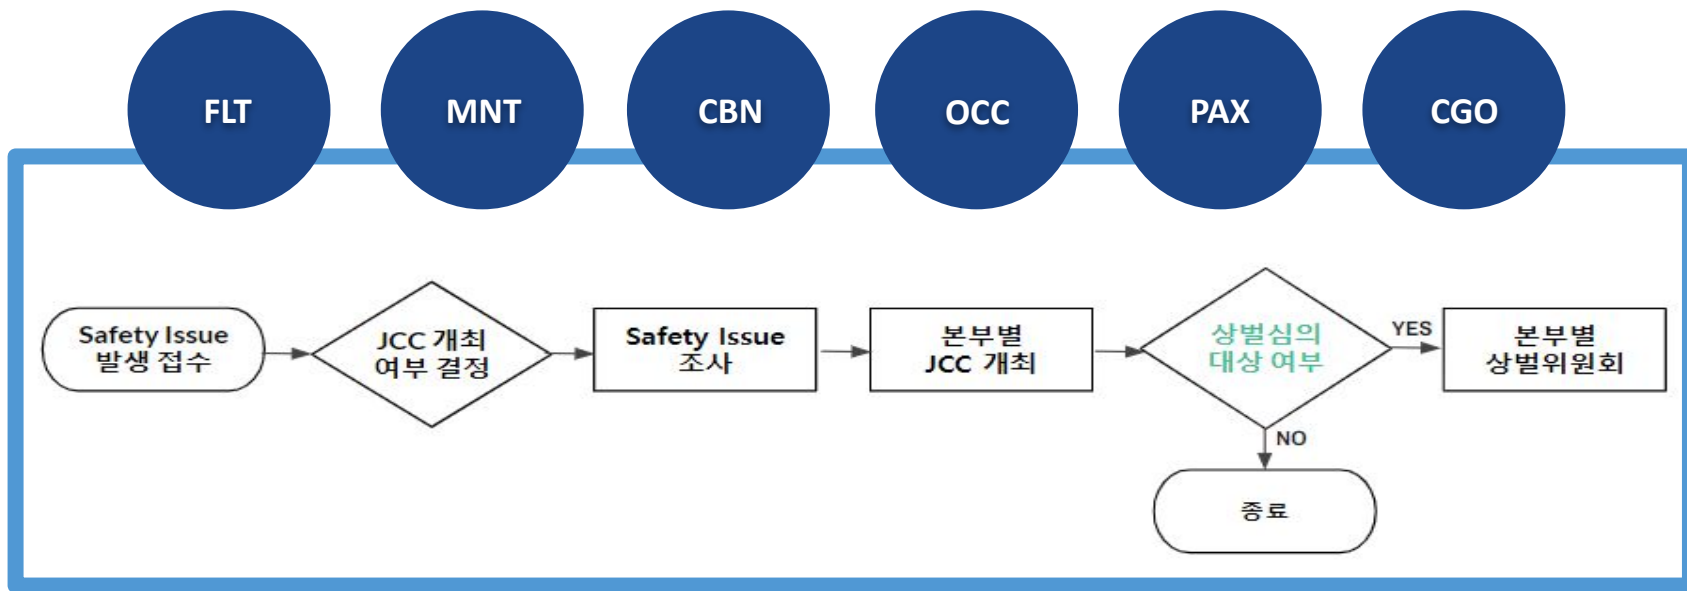 FLT
MNT
CBN
OCC
PAX
CGO
Safety Issue
발생 접수
JCC 개최
여부 결정
Safety Issue
조사
본부별
JCC 개최
상벌심의
대상 여부
YES
본부별
상벌위원회
NO
종료